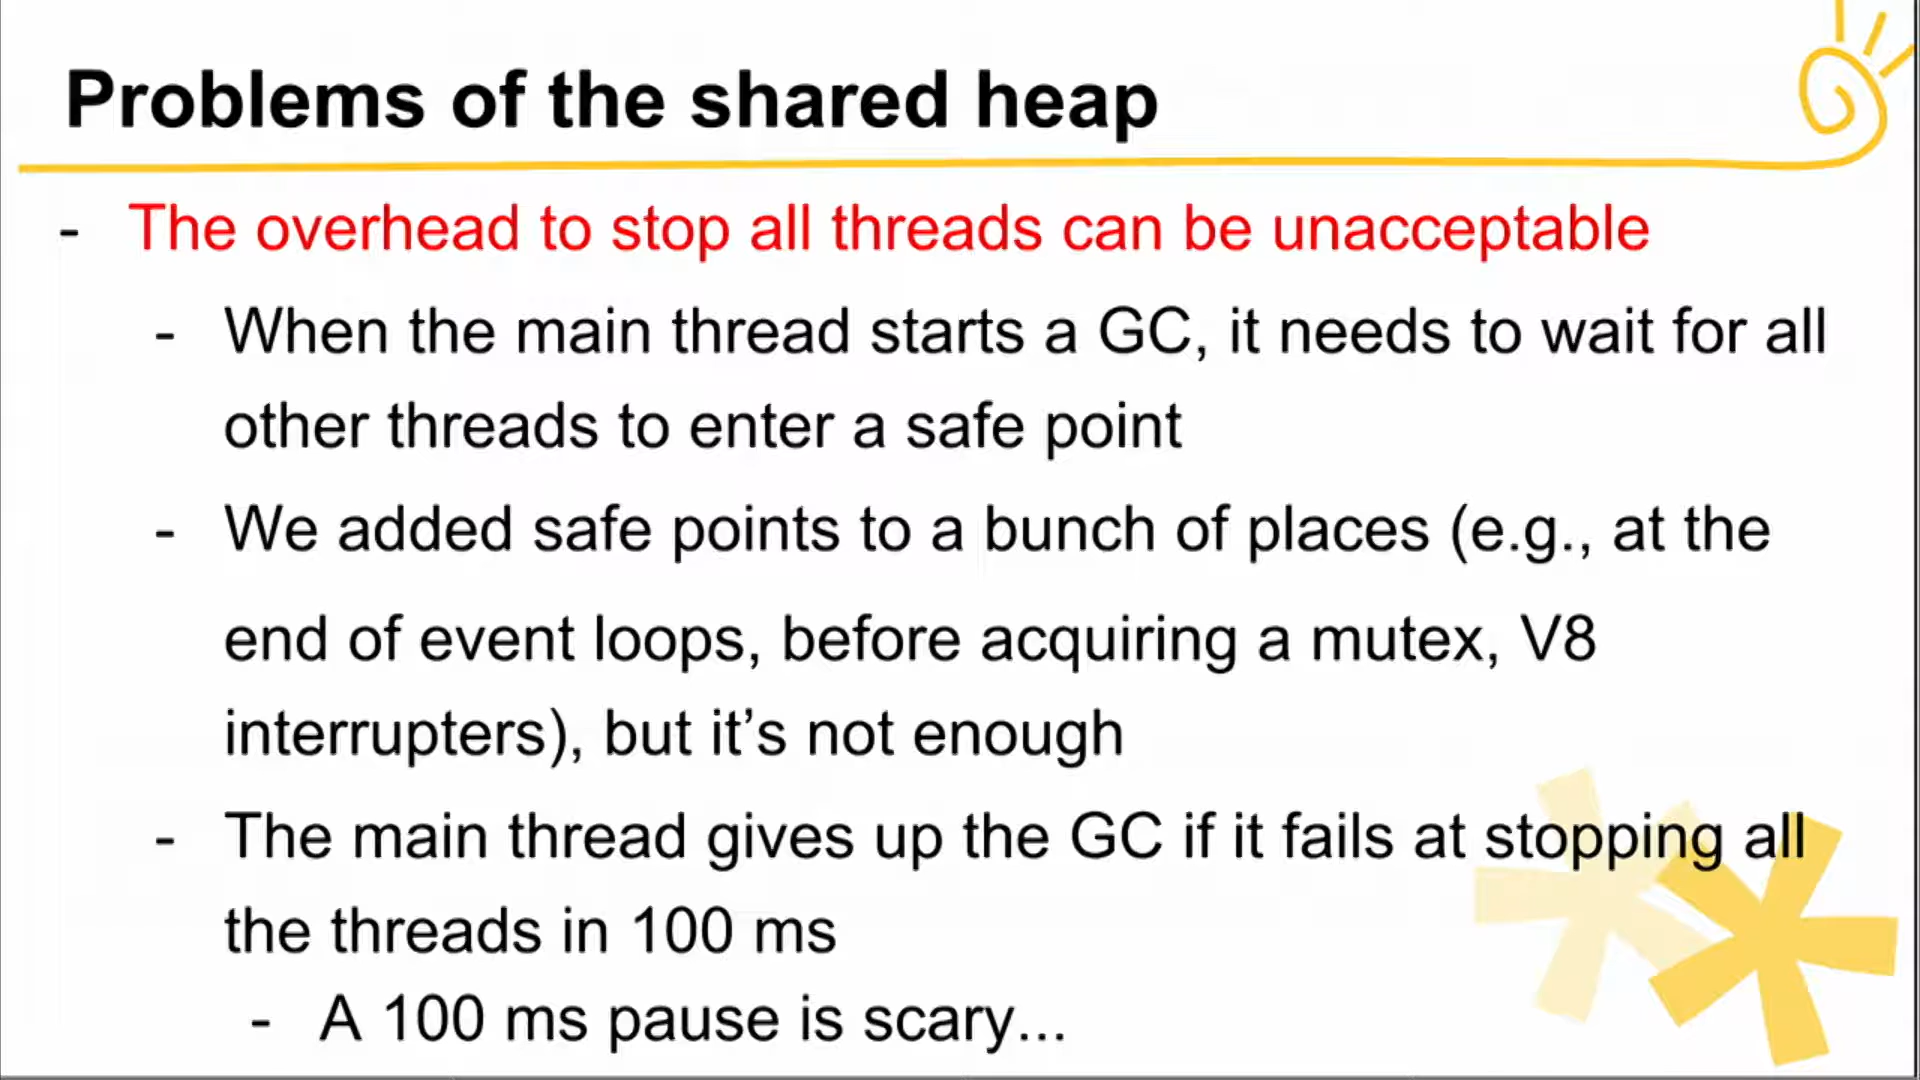 Problems of the shared heap
- The overhead to stop all threads can be unacceptable
- When the main thread starts a GC, it needs to wait for all
other threads to enter a safe point
- We added safe points to a bunch of places (e.g., at the
end of event loops, before acquiring a mutex, V8
interrupters), but it’s not enough
- The main thread gives up the GC if it fails at stopping all
the threads in 100 ms
- A 100 ms pause is scary...